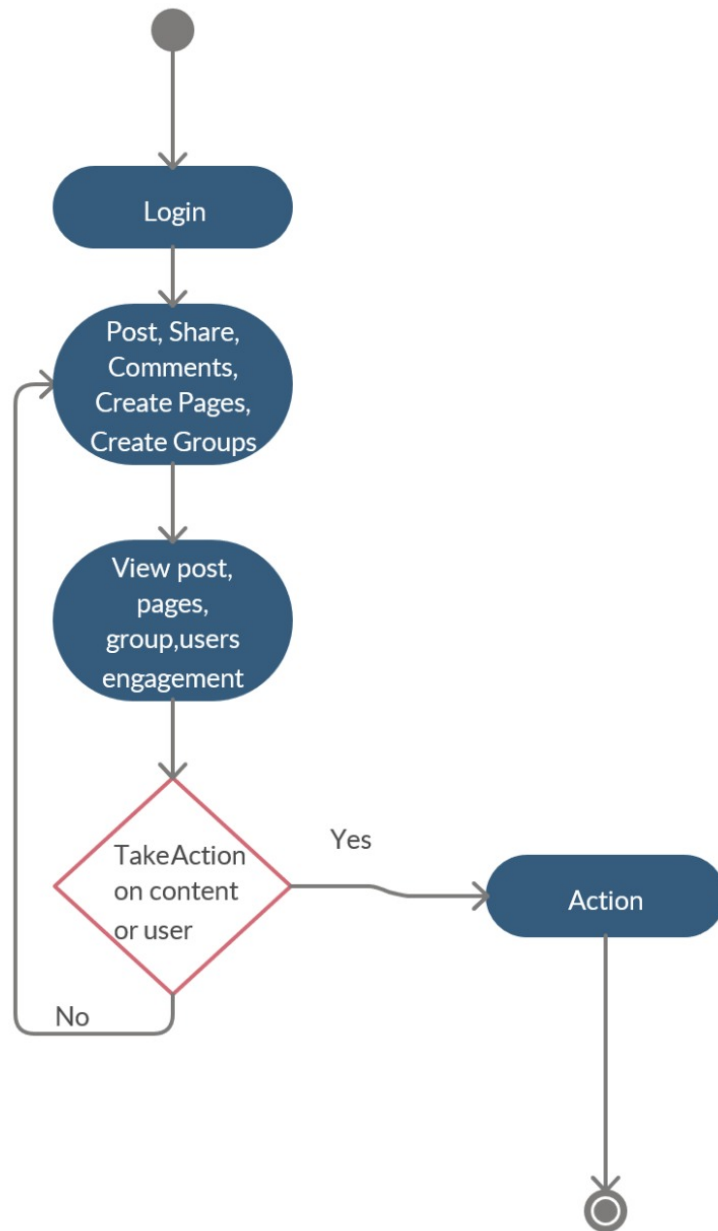 Login
Post, Share,
Comments,
Create Pages,
Create Groups
View post,
pages,
group,users
engagement
TakeAction
on content
or user
Yes
Action
No